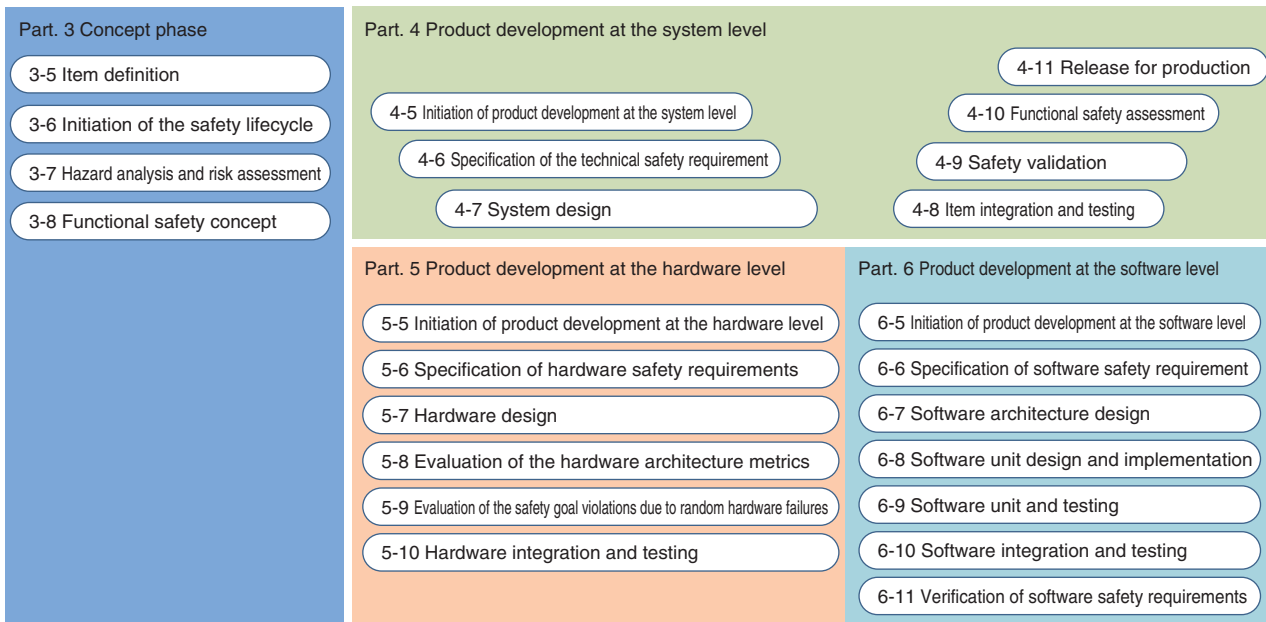 Part. 3 Concept phase
3-5 Item definition
3-6 Initiation of the safety lifecycle
3-7 Hazard analysis and risk assessment
3-8 Functional safety concept
Part. 4 Product development at the system level
4-5 Initiation of product development at the system level
4-6 Specification of the technical safety requirement
4-7 System design
4-11 Release for production
4-10 Functional safety assessment
4-9 Safety validation
4-8 Item integration and testing
Part. 5 Product development at the hardware level
5-5 Initiation of product development at the hardware level
5-6 Specification of hardware safety requirements
5-7 Hardware design
5-8 Evaluation of the hardware architecture metrics
5-9 Evaluation of the safety goal violations due to random hardware failures
5-10 Hardware integration and testing
Part. 6 Product development at the software level
6-5 Initiation of product development at the software level
6-6 Specification of software safety requirement
6-7 Software architecture design
6-8 Software unit design and implementation
6-9 Software unit and testing
6-10 Software integration and testing
6-11 Verification of software safety requirements